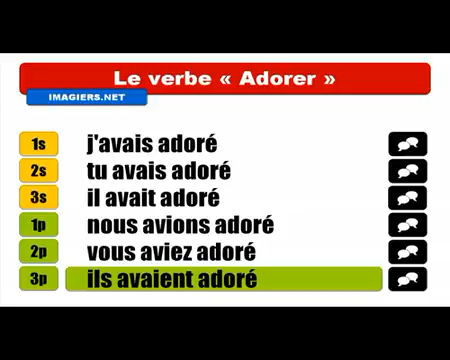 Le verbe « Adorer »
IMAGIERS.NET
1s j'avais adoré
2s tu avais adoré
3s il avait adoré
1p nous avions adoré
2p vous aviez adoré
3p ils avaient adoré